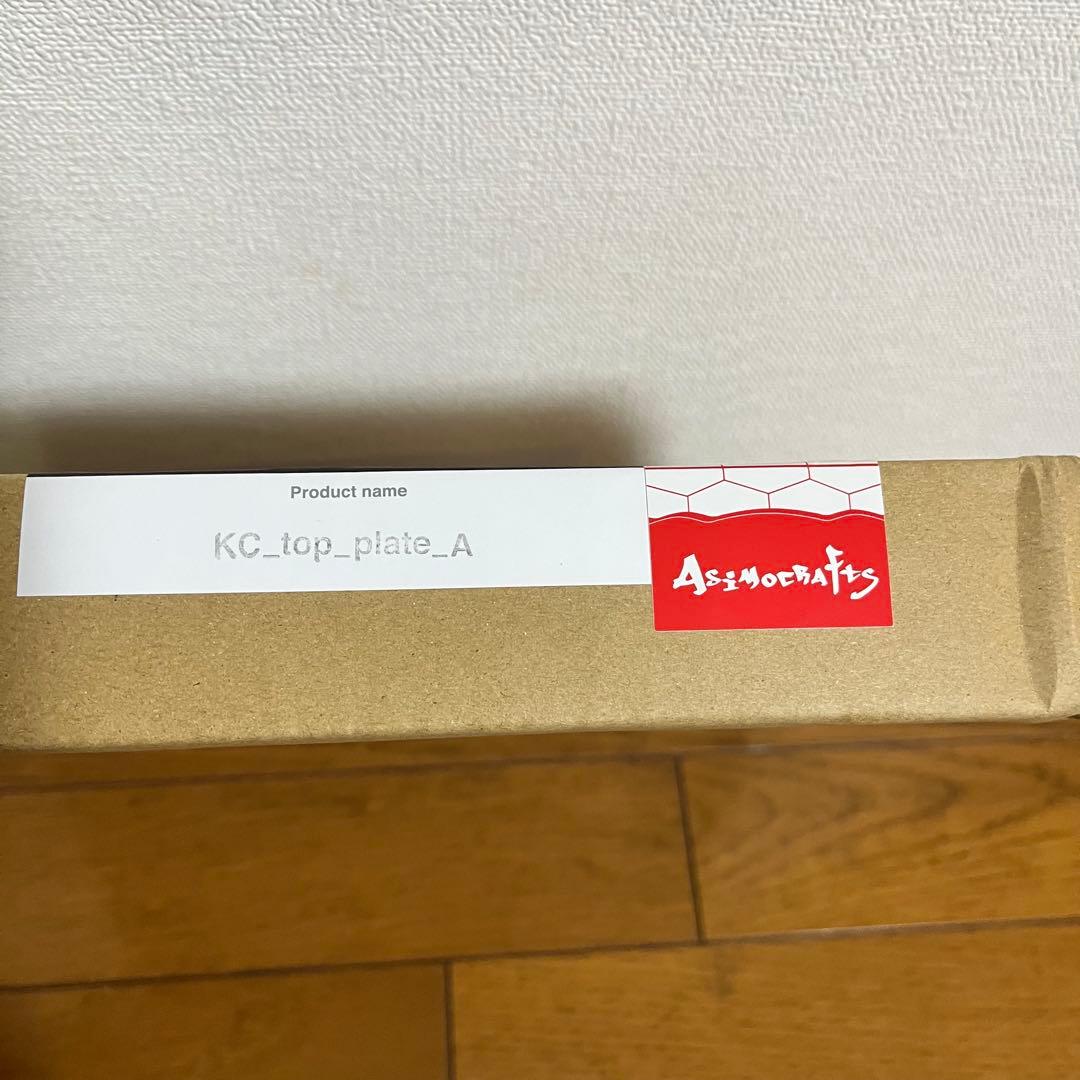 Product name
KC_top_plate_A
AsimocraFts